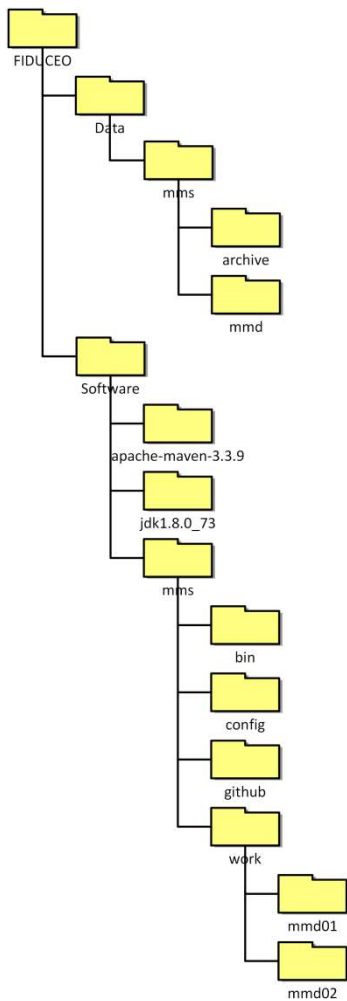 FIDUCEO
Data
mms
archive
mmd
Software
apache-maven-3.3.9
jdk1.8.0_73
mms
bin
config
github
work
mmd01
mmd02